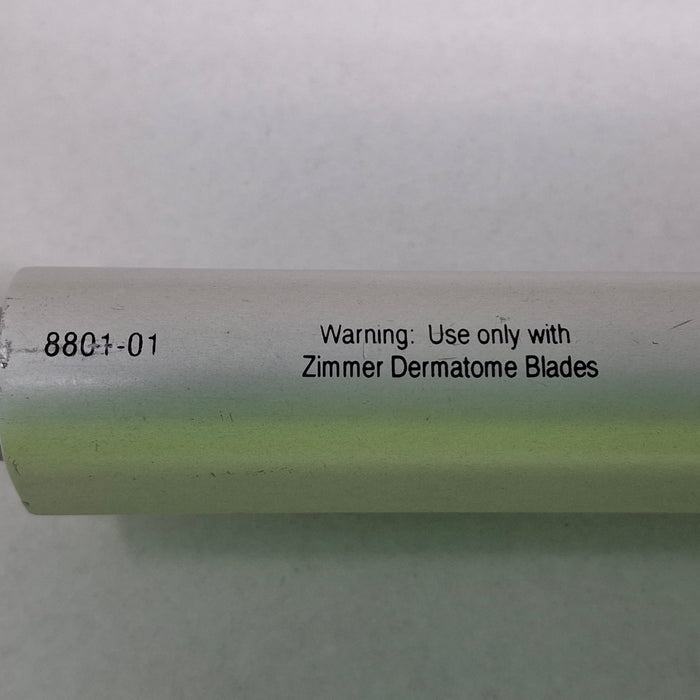 8801-01
Warning: Use only with
Zimmer Dermatome Blades